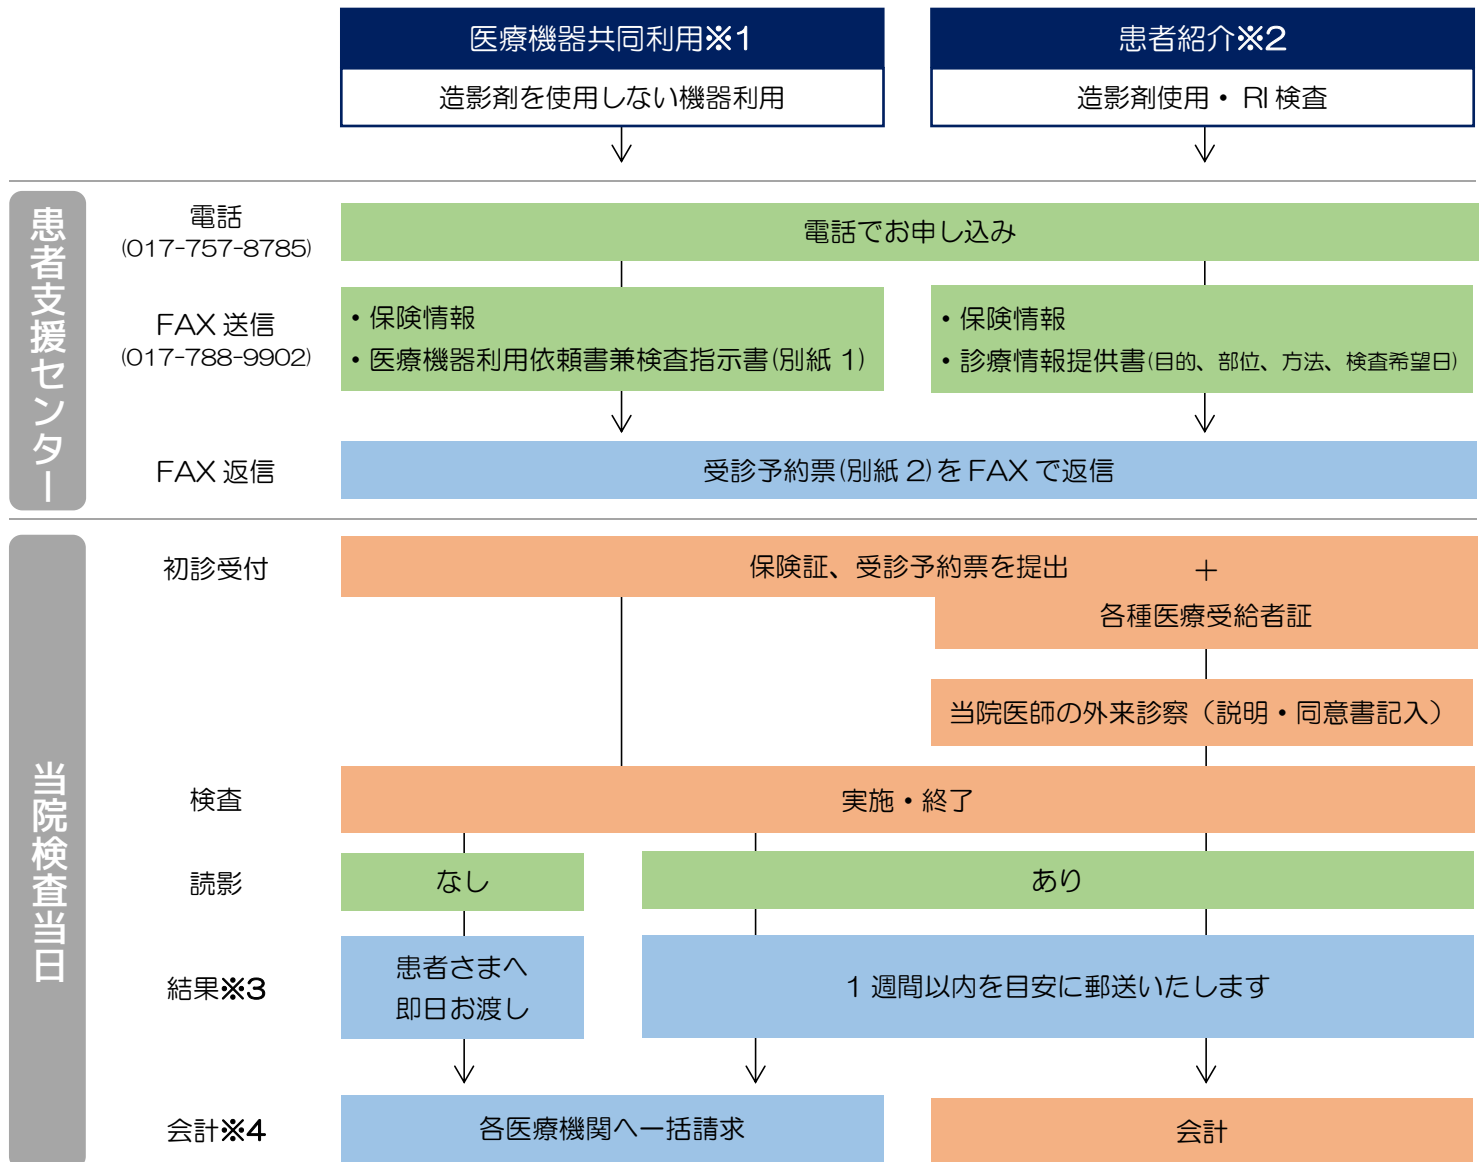 医療機器共同利用※1
患者紹介※2
造影剤を使用しない機器利用
造影剤使用・ RI 検査
患者支援センター
電話
(017-757-8785)
電話でお申し込み
FAX 送信
(017-788-9902)
・保険情報
・医療機器利用依頼書兼検査指示書(別紙 1)
・保険情報
・診療情報提供書(目的、部位、方法、検査希望日)
FAX 返信
受診予約票(別紙 2)を FAX で返信
当院検査当日
初診受付
保険証、受診予約票を提出 +
各種医療受給者証
当院医師の外来診察（説明・同意書記入）
検査
実施・終了
読影
なし
あり
結果※3
患者さまへ
即日お渡し
1 週間以内を目安に郵送いたします
会計※4
各医療機関へ一括請求
会計